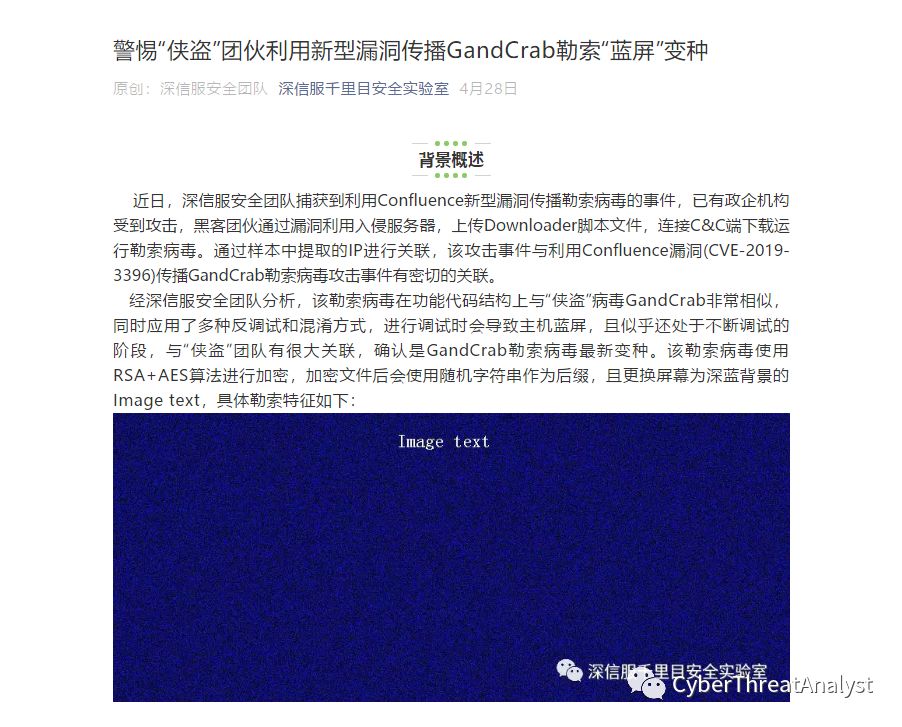 警惕“侠盗”团伙利用新型漏洞传播GandCrab勒索“蓝屏”变种
原创： 深信服安全团队 深信服千里目安全实验室 4月28日
背景概述
近日，深信服安全团队捕获到利用Confluence新型漏洞传播勒索病毒的事件，已有政企机构
受到攻击，黑客团伙通过漏洞利用入侵服务器，上传Downloader脚本文件，连接C&C端下载运
行勒索病毒。通过样本中提取的IP进行关联，该攻击事件与利用Confluence漏洞(CVE-2019-
3396)传播GandCrab勒索病毒攻击事件有密切的关联。
经深信服安全团队分析，该勒索病毒在功能代码结构上与“侠盗”病毒GandCrab非常相似，
同时应用了多种反调试和混淆方式，进行调试时会导致主机蓝屏，且似乎还处于不断调试的
阶段，与“侠盗”团队有很大关联，确认是GandCrab勒索病毒最新变种。该勒索病毒使用
RSA+AES算法进行加密，加密文件后会使用随机字符串作为后缀，且更换屏幕为深蓝背景的
Image text，具体勒索特征如下：
Image text
深信服千里目安全实验室
CyberThreatAnalyst